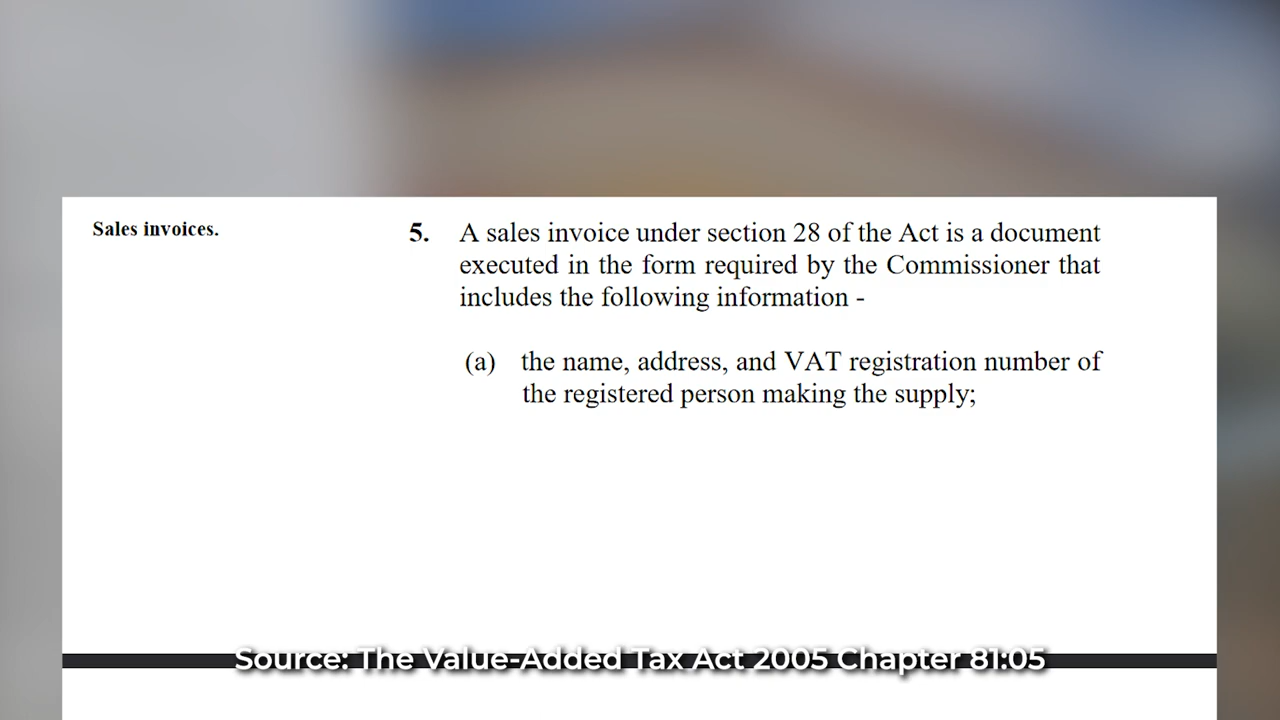 Sales invoices.
5. A sales invoice under section 28 of the Act is a document
executed in the form required by the Commissioner that
includes the following information -
(a) the name, address, and VAT registration number of
the registered person making the supply;
Source: The Value-Added Tax Act 2005 Chapter 81:05